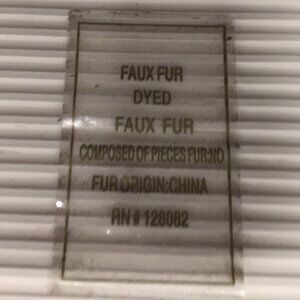 FAUX FUR
DYED
FAUX FUR
COMPOSED OF PIECES FUR:NO
FUR ORIGIN:CHINA
RN # 128082